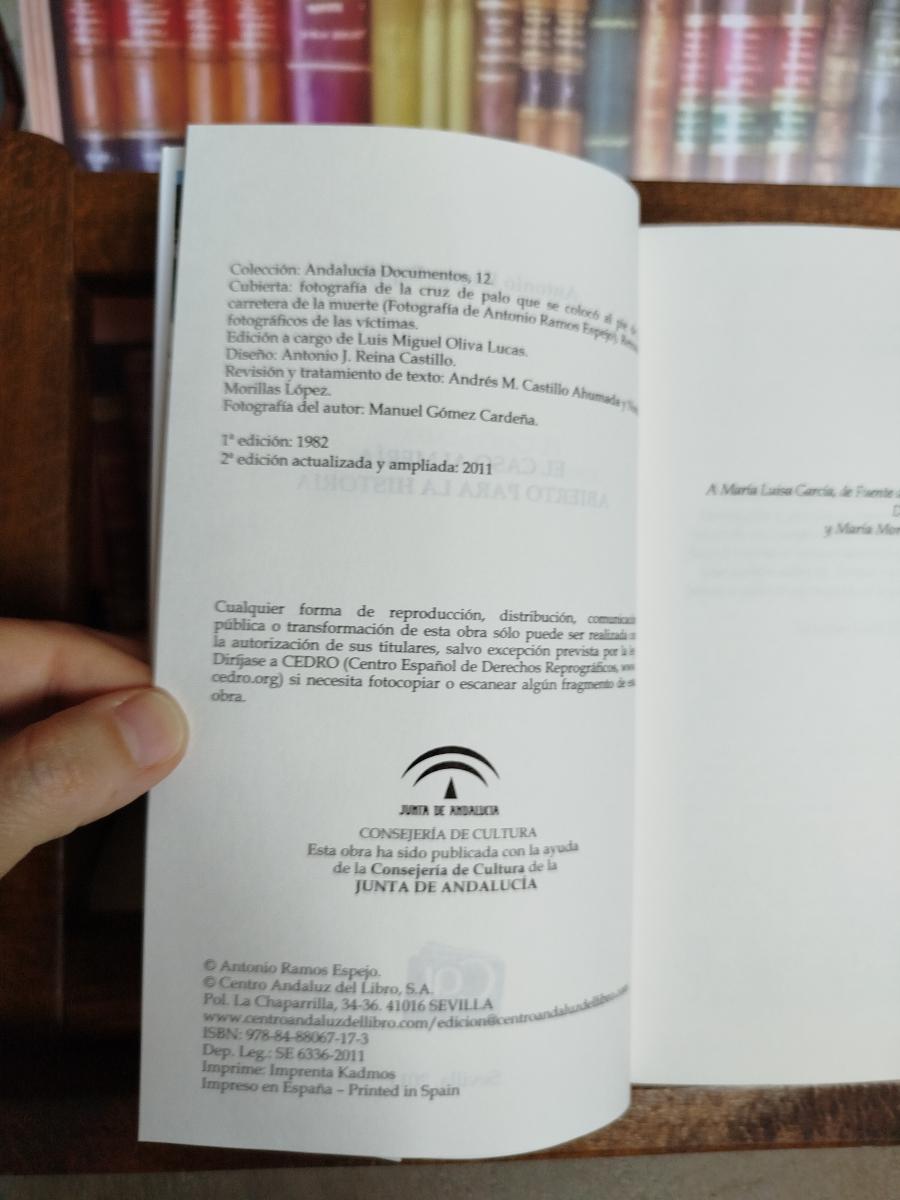 Colección: Andalucía Documentos, 12.
Cubierta: fotografía de la cruz de palo que se colocó al pie
carretera de la muerte (Fotografía de Antonio Ramos Espejo).
fotográficos de las víctimas.
Edición a cargo de Luis Miguel Oliva Lucas.
Diseño: Antonio J. Reina Castillo.
Revisión y tratamiento de texto: Andrés M. Castillo Ahumada y
Morillas López.
Fotografía del autor: Manuel Gómez Cardeña.
1ª edición: 1982
2ª edición actualizada y ampliada: 2011
Cualquier forma de reproducción, distribución,
pública o transformación de esta obra sólo puede ser realizada
la autorización de sus titulares, salvo excepción prevista por la
Diríjase a CEDRO (Centro Español de Derechos Reprográficos, www.
cedro.org) si necesita fotocopiar o escanear algún fragmento de
obra.
JUNTA DE ANDALUCIA
CONSEJERÍA DE CULTURA
Esta obra ha sido publicada con la ayuda
de la Consejería de Cultura de la
JUNTA DE ANDALUCÍA
© Antonio Ramos Espejo.
© Centro Andaluz del Libro, S.A.
Pol. La Chaparrilla, 34-36. 41016 SEVILLA
www.centroandaluzdellibro.com/edicion@centroandaluzdellibro.com
ISBN: 978-84-88067-17-3
Dep. Leg.: SE 6336-2011
Imprime: Imprenta Kadmos
Impreso en España – Printed in Spain
A María Luisa García, de Fuente
y María